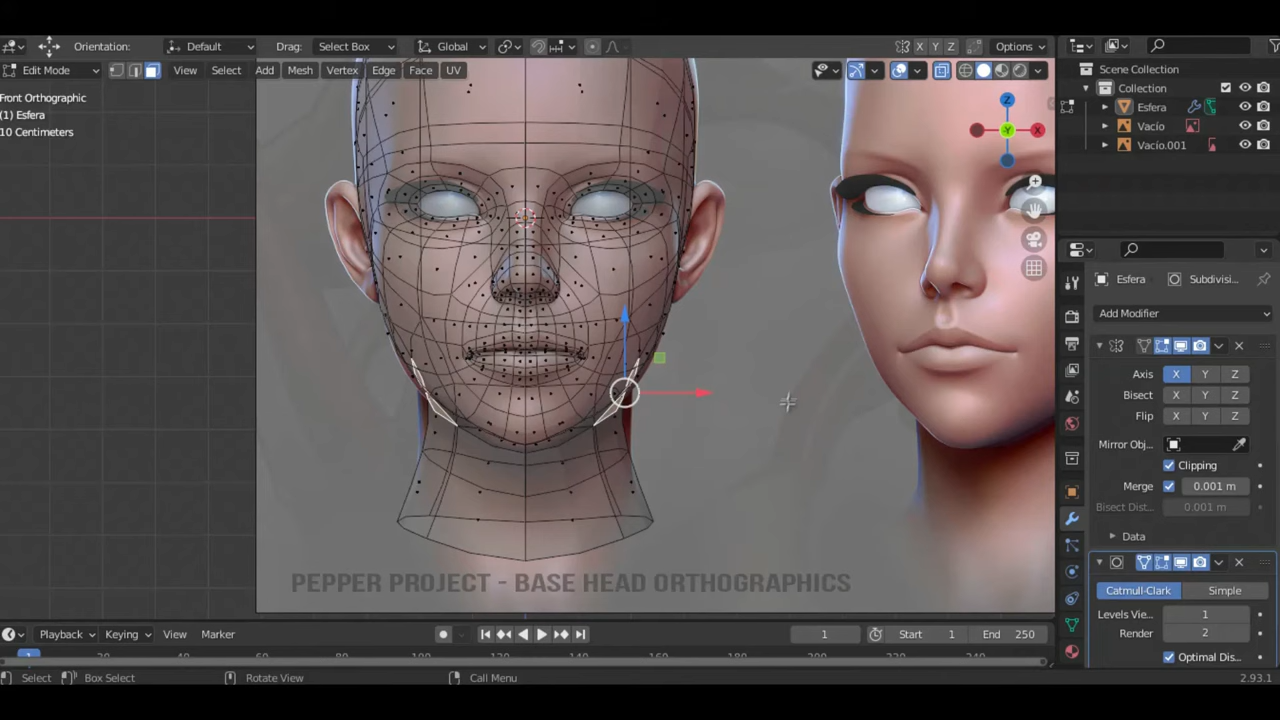 Orientation: Default Drag: Select Box Global X Y Z Options
Edit Mode View Select Add Mesh Vertex Edge Face UV
Front Orthographic
(1) Esfera
10 Centimeters
Z
Y
X
PEPPER PROJECT - BASE HEAD ORTHOGRAPHICS
Scene Collection
Collection
Esfera
Vacío
Vacío.001
Esfera Subdivisi...
Add Modifier
Axis X Y Z
Bisect X Y Z
Flip X Y Z
Mirror Obj...
Clipping
Merge 0.001 m
Bisect Dist... 0.001 m
Data
Catmull-Clark Simple
Levels Vie... 1
Render 2
Optimal Dis...
Playback Keying View Marker 1 Start 1 End 250
Select Box Select Rotate View Call Menu 2.93.1